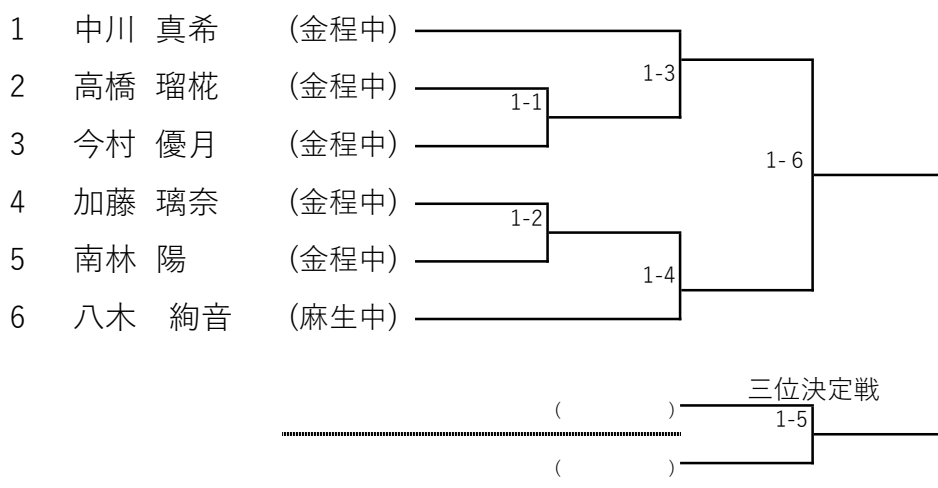 1 中川 真希 (金程中)
1-3
2 高橋 瑠椛 (金程中)
1-1
3 今村 優月 (金程中)
1-6
4 加藤 璃奈 (金程中)
1-2
5 南林 陽 (金程中)
1-4
6 八木 絢音 (麻生中)
三位決定戦
( )
1-5
( )